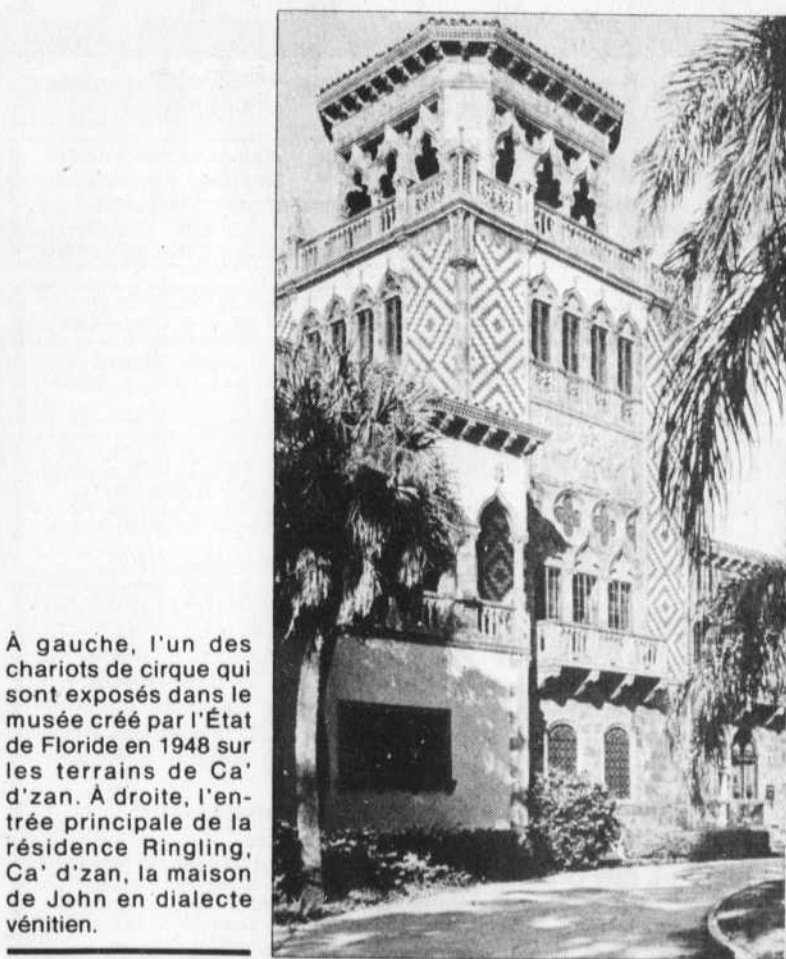 À gauche, l'un des
chariots de cirque qui
sont exposés dans le
musée créé par l'État
de Floride en 1948 sur
les terrains de Ca'
d'zan. À droite, l'en-
trée principale de la
résidence Ringling,
Ca' d'zan, la maison
de John en dialecte
vénitien.